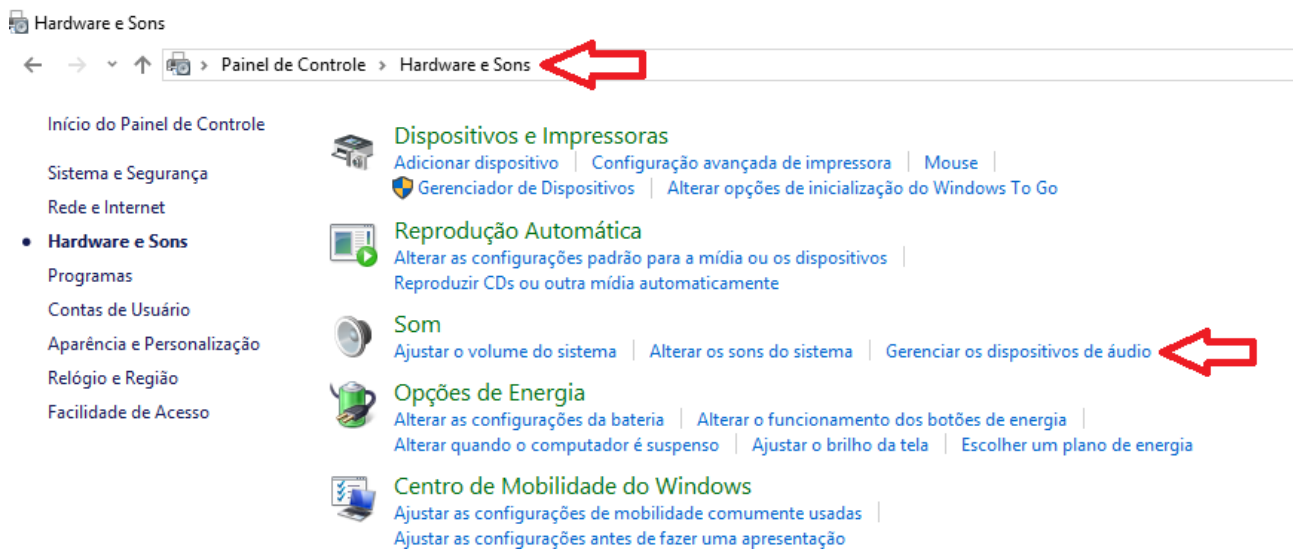 Hardware e Sons
Painel de Controle > Hardware e Sons
Início do Painel de Controle
Sistema e Segurança
Rede e Internet
Hardware e Sons
Programas
Contas de Usuário
Aparência e Personalização
Relógio e Região
Facilidade de Acesso
Dispositivos e Impressoras
Adicionar dispositivo | Configuração avançada de impressora | Mouse |
Gerenciador de Dispositivos | Alterar opções de inicialização do Windows To Go
Reprodução Automática
Alterar as configurações padrão para a mídia ou os dispositivos |
Reproduzir CDs ou outra mídia automaticamente
Som
Ajustar o volume do sistema | Alterar os sons do sistema | Gerenciar os dispositivos de áudio
Opções de Energia
Alterar as configurações da bateria | Alterar o funcionamento dos botões de energia |
Alterar quando o computador é suspenso | Ajustar o brilho da tela | Escolher um plano de energia
Centro de Mobilidade do Windows
Ajustar as configurações de mobilidade comumente usadas |
Ajustar as configurações antes de fazer uma apresentação